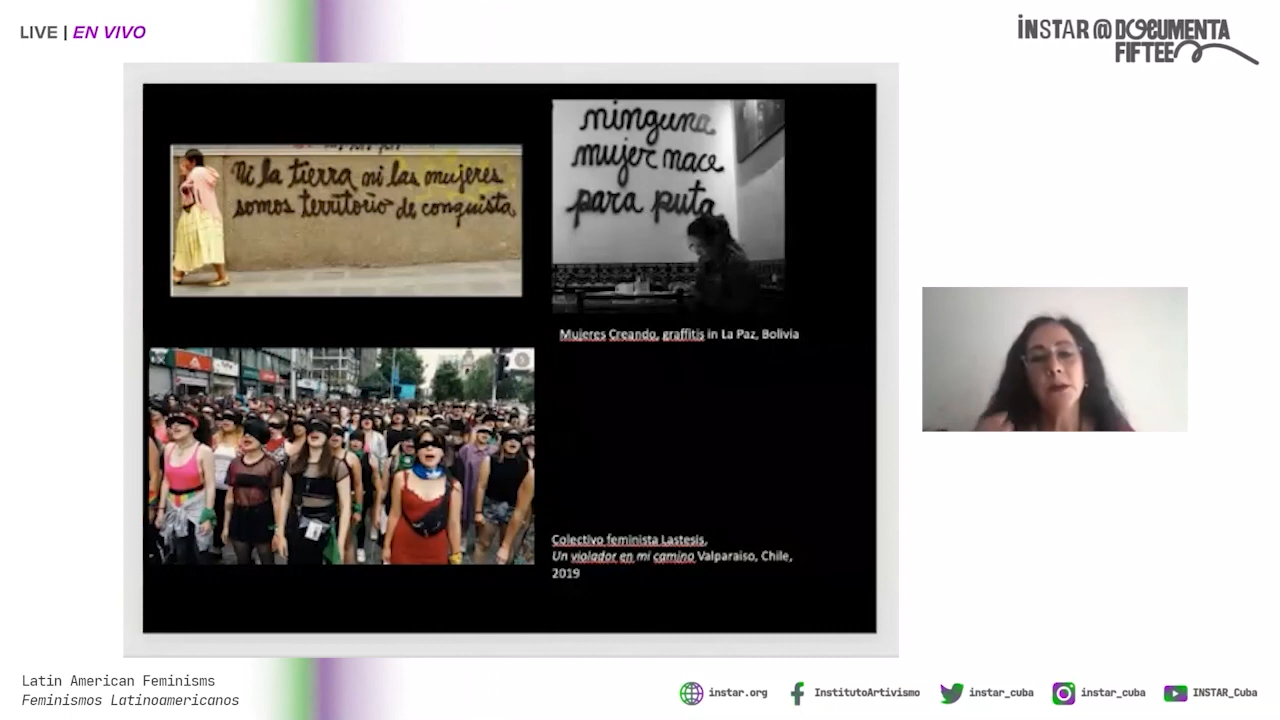 LIVE | EN VIVO
INSTAR @ DOCUMENTA
FIFTEEN
Ni la tierra ni las mujeres
somos territorio de conquista
ninguna
mujer nace
para puta
Mujeres Creando, graffitis in La Paz, Bolivia
Colectivo feminista Lastesis,
Un violador en mi camino Valparaiso, Chile,
2019
Latin American Feminisms
Feminismos Latinoamericanos
instar.org
InstitutoArtivismo
instar_cuba
instar_cuba
INSTAR_Cuba